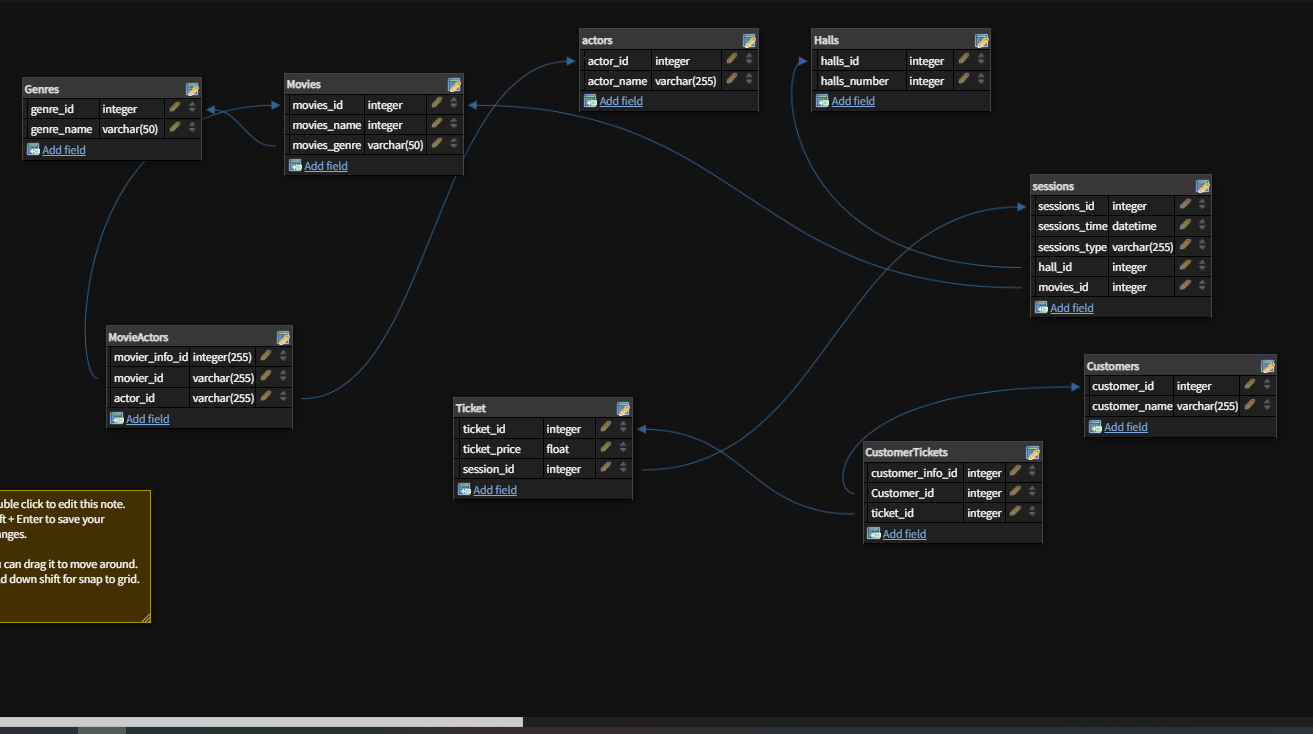 Genres
genre_id integer
genre_name varchar(50)
Add field
Movies
movies_id integer
movies_name integer
movies_genre varchar(50)
Add field
actors
actor_id integer
actor_name varchar(255)
Add field
Halls
halls_id integer
halls_number integer
Add field
sessions
sessions_id integer
sessions_time datetime
sessions_type varchar(255)
hall_id integer
movies_id integer
Add field
MovieActors
movier_info_id integer(255)
movier_id varchar(255)
actor_id varchar(255)
Add field
Ticket
ticket_id integer
ticket_price float
session_id integer
Add field
Customers
customer_id integer
customer_name varchar(255)
Add field
CustomerTickets
customer_info_id integer
Customer_id integer
ticket_id integer
Add field
uble click to edit this note.
ft + Enter to save your
anges.
can drag it to move around.
d down shift for snap to grid.